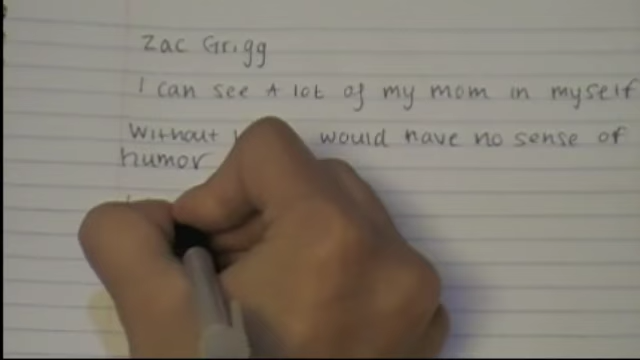 Zac Grigg
I can see A lot of my mom in myself
Without would have no sense of
humor